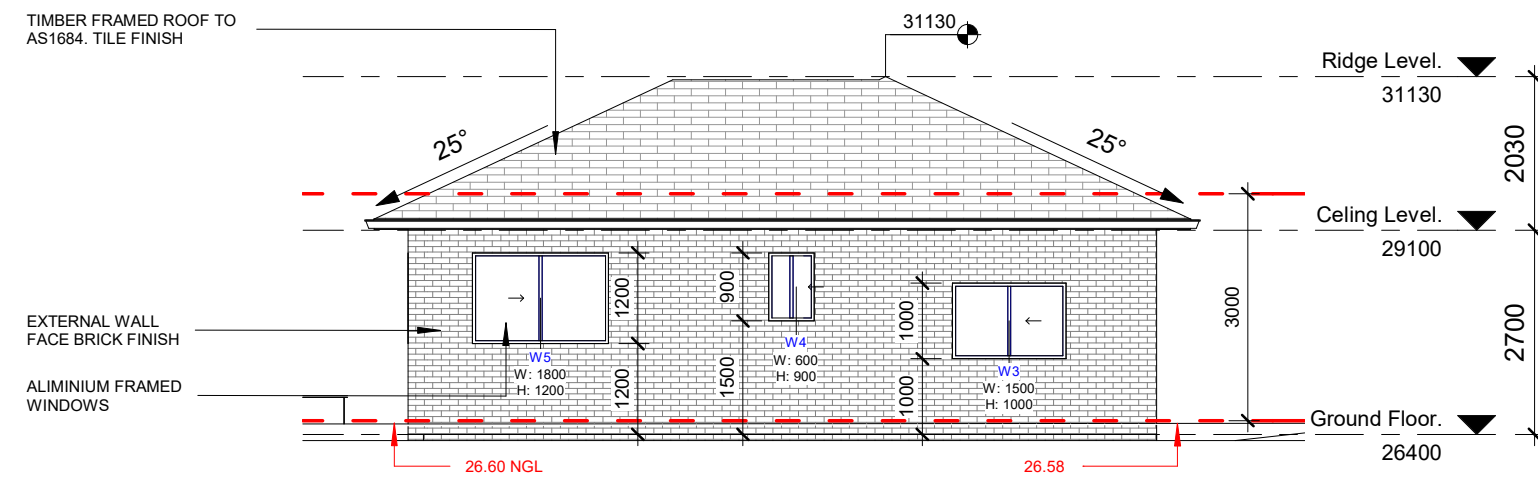 TIMBER FRAMED ROOF TO
AS1684. TILE FINISH
31130
Ridge Level.
31130
25°
25°
2030
Celing Level.
29100
EXTERNAL WALL
FACE BRICK FINISH
ALIMINIUM FRAMED
WINDOWS
1200
1200
W5
W: 1800
H: 1200
900
1500
W4
W: 600
H: 900
1000
1000
W3
W: 1500
H: 1000
3000
2700
Ground Floor.
26400
26.60 NGL
26.58